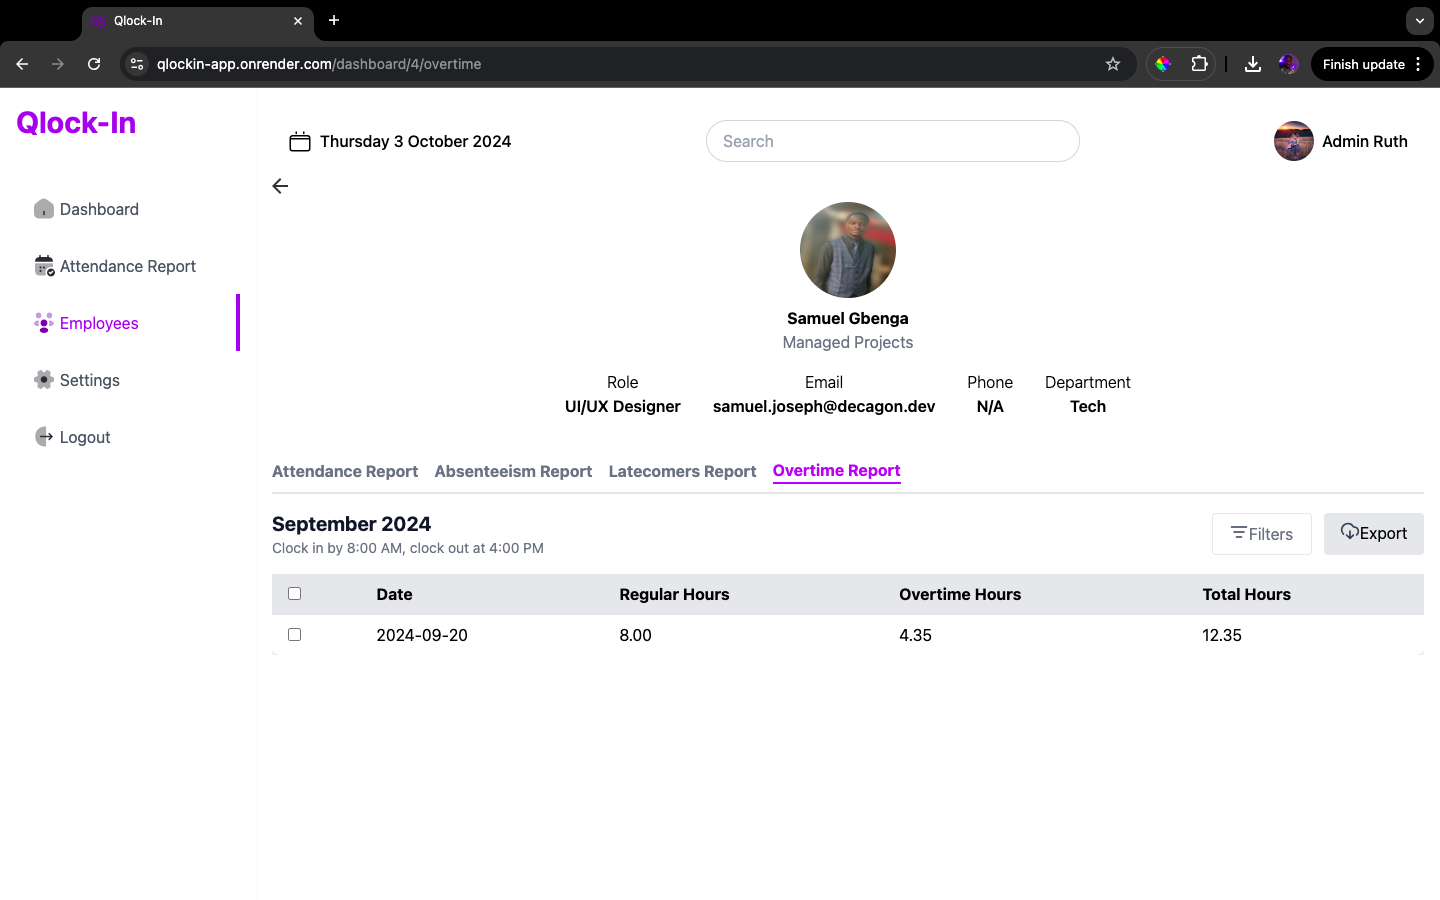 Qlock-In
qlockin-app.onrender.com/dashboard/4/overtime
Finish update
Qlock-In
Thursday 3 October 2024
Search
Admin Ruth
Dashboard
Attendance Report
Employees
Settings
Logout
Samuel Gbenga
Managed Projects
Role Email Phone Department
UI/UX Designer samuel.joseph@decagon.dev N/A Tech
Attendance Report Absenteeism Report Latecomers Report Overtime Report
September 2024
Clock in by 8:00 AM, clock out at 4:00 PM
Filters Export
Date Regular Hours Overtime Hours Total Hours
2024-09-20 8.00 4.35 12.35